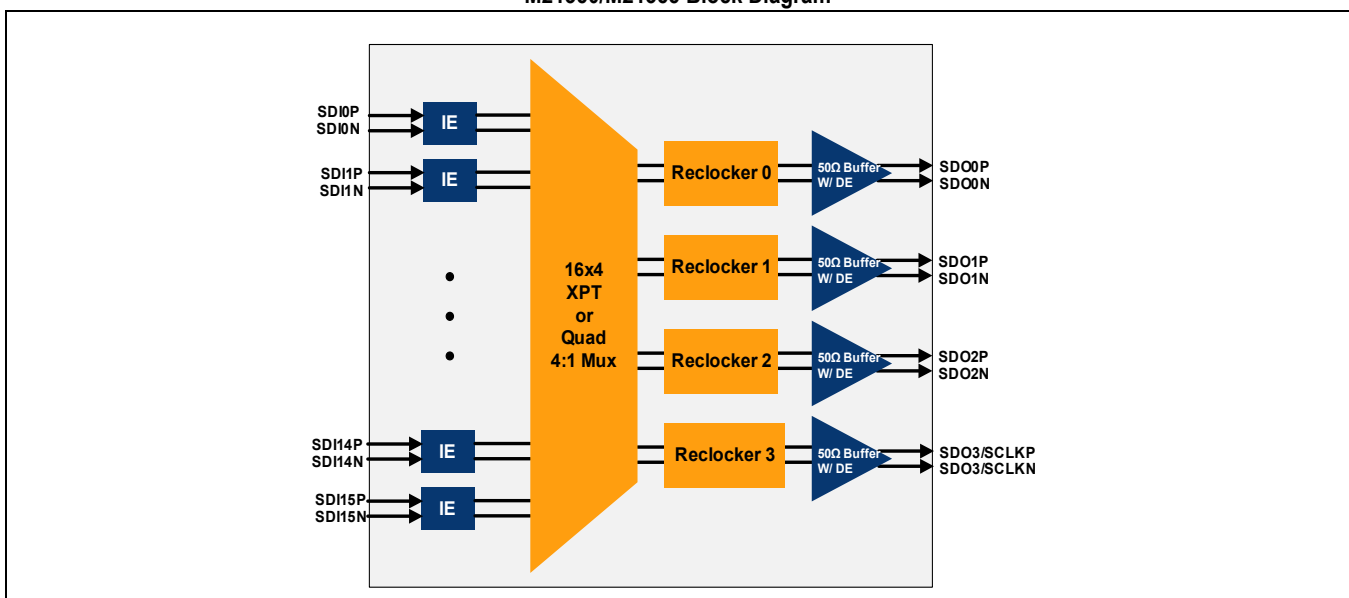 SDI0P
SDI0N
IE
SDI1P
SDI1N
IE
SDI14P
SDI14N
IE
SDI15P
SDI15N
IE
16x4
XPT
or
Quad
4:1 Mux
Reclocker 0
50Ω Buffer
W/ DE
SDO0P
SDO0N
Reclocker 1
50Ω Buffer
W/ DE
SDO1P
SDO1N
Reclocker 2
50Ω Buffer
W/ DE
SDO2P
SDO2N
Reclocker 3
50Ω Buffer
W/ DE
SDO3/SCLKP
SDO3/SCLKN